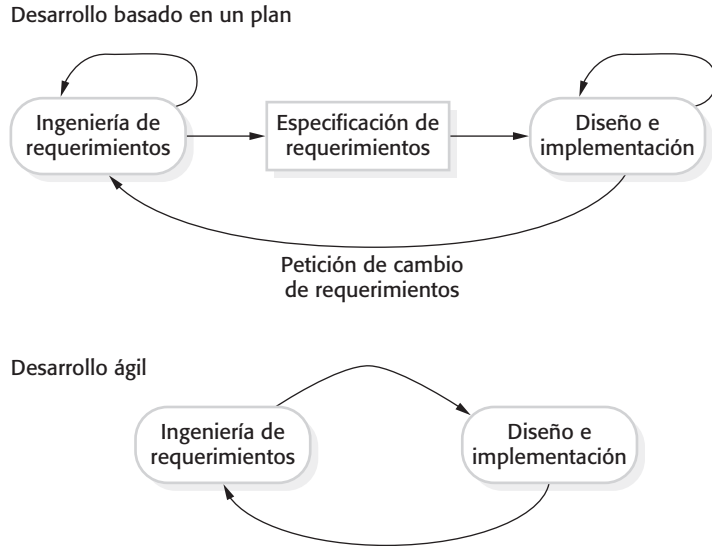 Desarrollo basado en un plan
Ingeniería de
requerimientos
Especificación de
requerimientos
Diseño e
implementación
Petición de cambio
de requerimientos
Desarrollo ágil
Ingeniería de
requerimientos
Diseño e
implementación